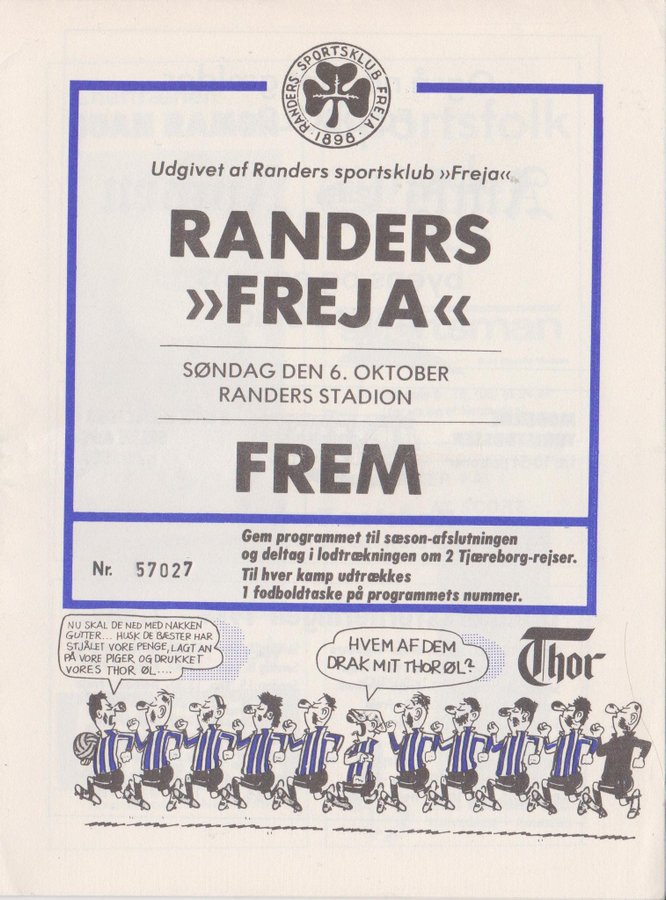 RANDERS SPORTSKLUB FREJA
· 1898 ·
Udgivet af Randers sportsklub »Freja«
RANDERS
»FREJA«
SØNDAG DEN 6. OKTOBER
RANDERS STADION
FREM
Nr. 57027
Gem programmet til sæson-afslutningen
og deltag i lodtrækningen om 2 Tjæreborg-rejser.
Til hver kamp udtrækkes
1 fodboldtaske på programmets nummer.
NU SKAL DE NED MED NAKKEN
GUTTER... HUSK DE BÆSTER HAR
STJÅLET VORE PENGE, LAGT AN
PÅ VORE PIGER OG DRUKKET
VORES THOR ØL....
HVEM AF DEM
DRAK MIT THOR ØL?
Thor